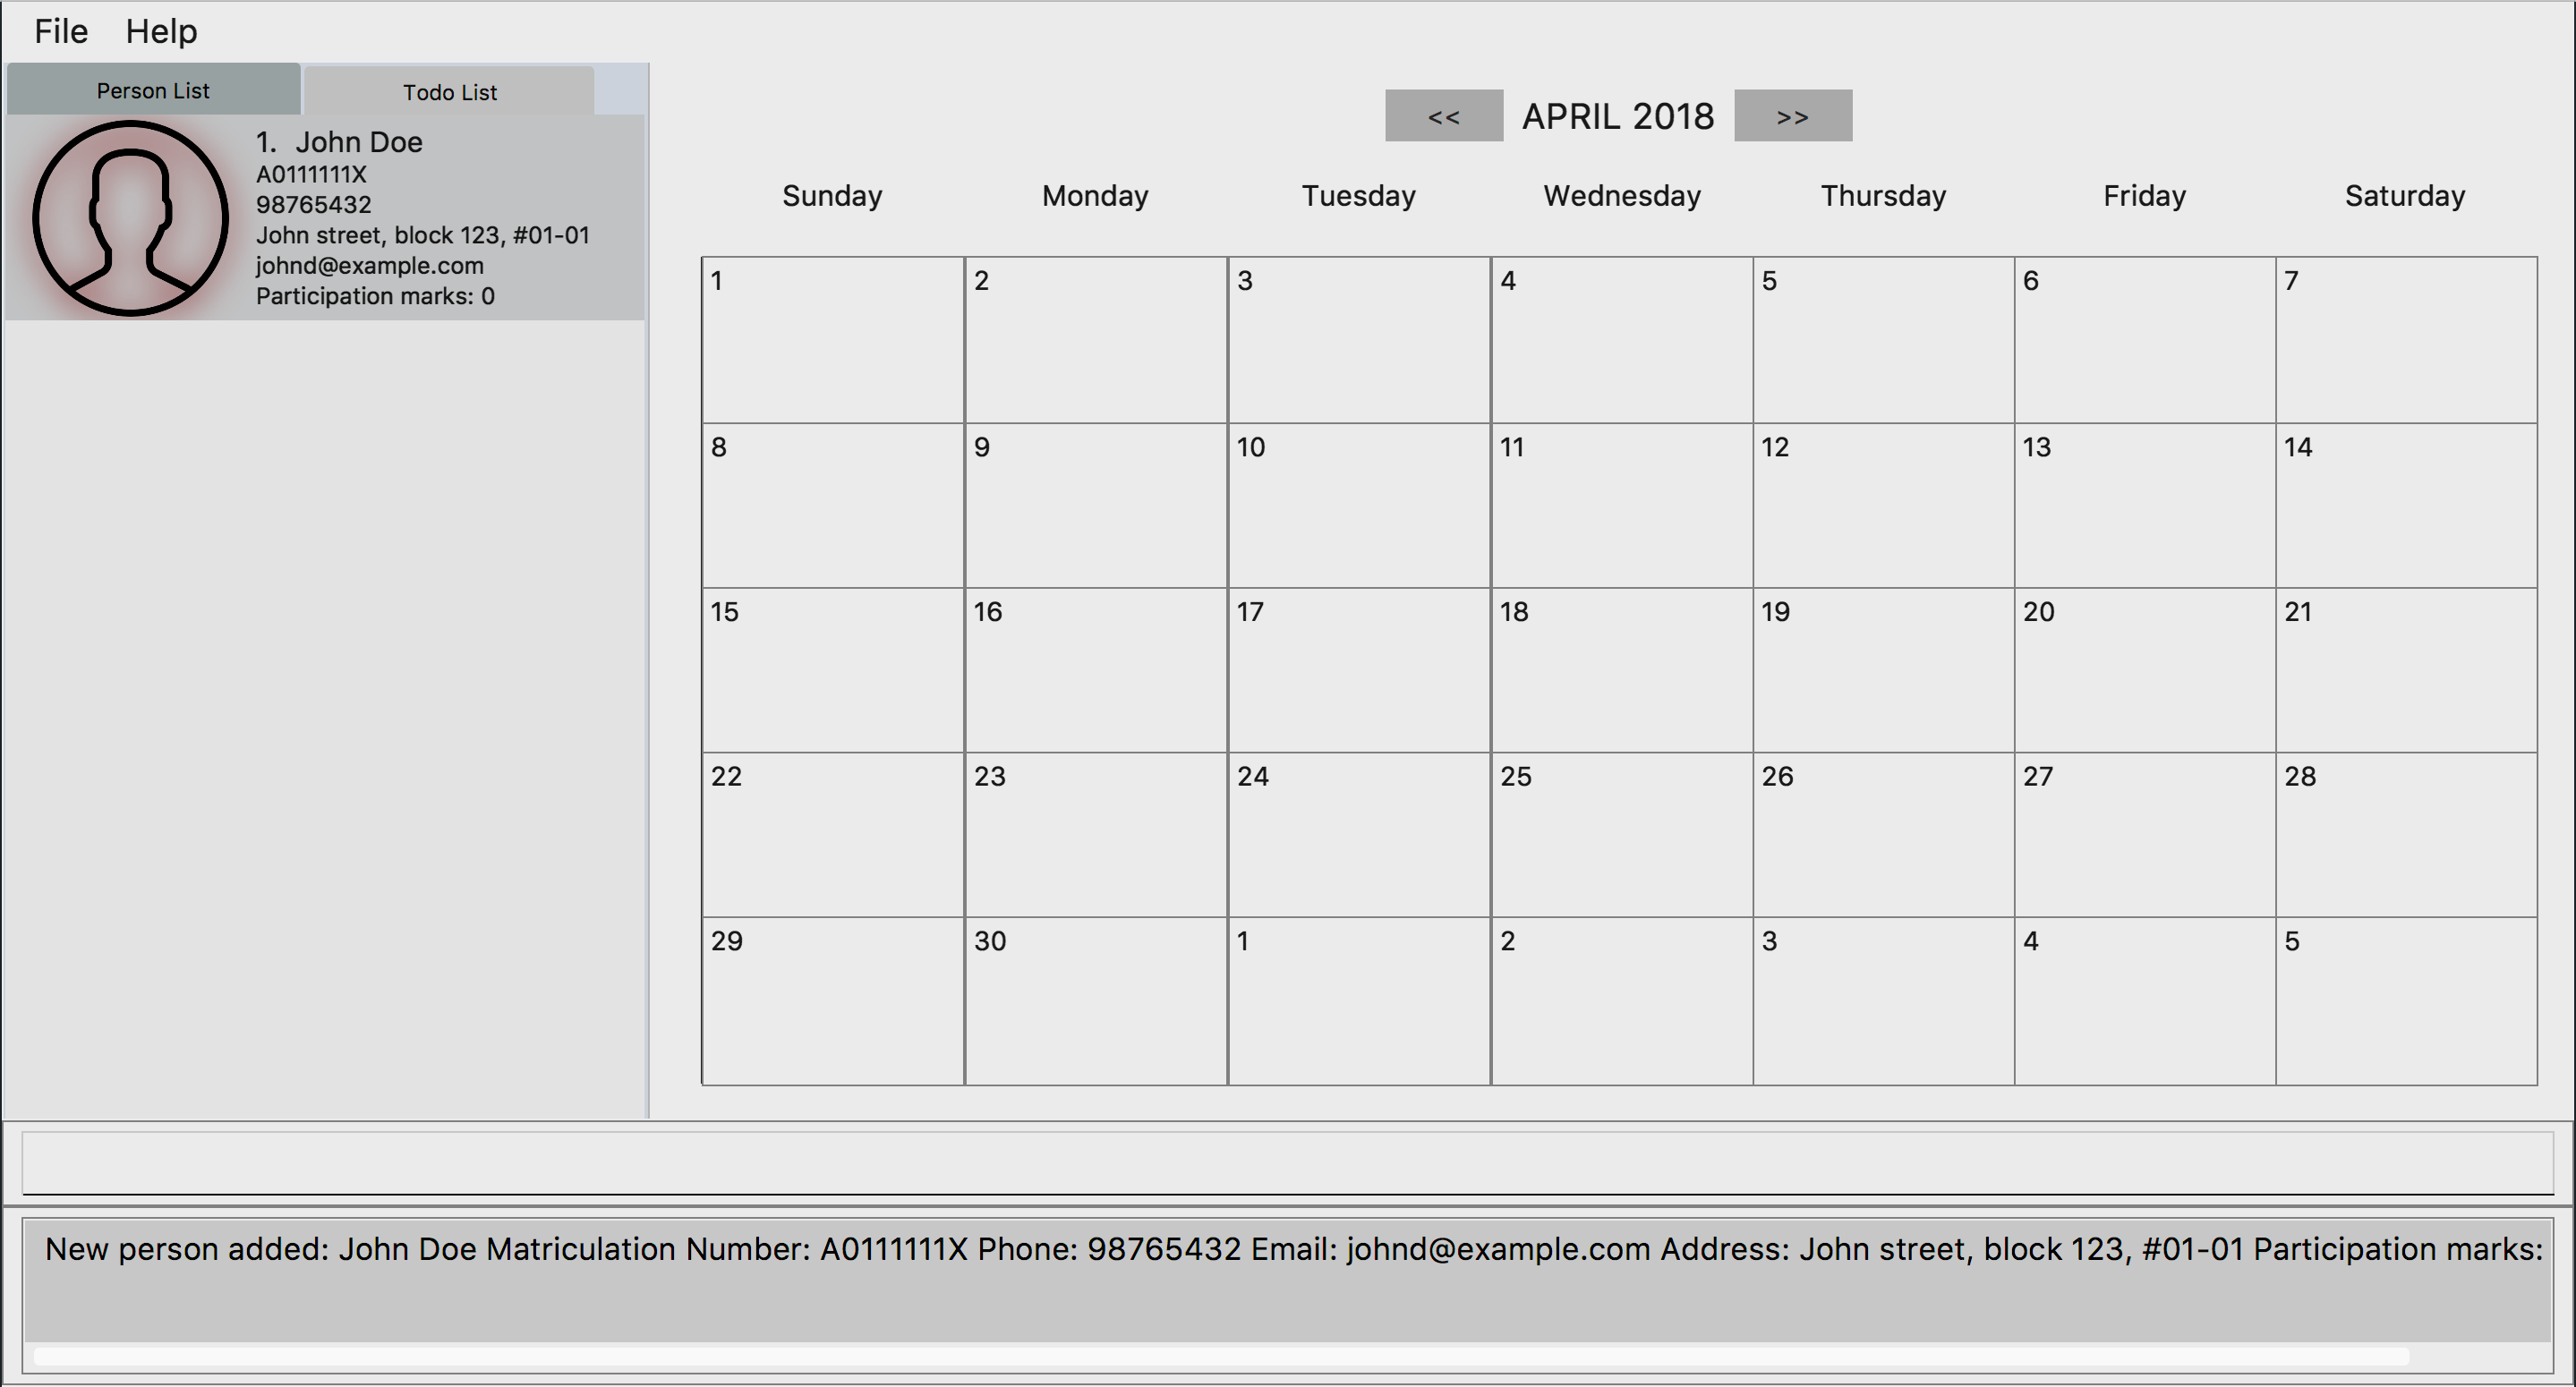 File Help
Person List Todo List
1. John Doe
A0111111X
98765432
John street, block 123, #01-01
johnd@example.com
Participation marks: 0
<< APRIL 2018 >>
Sunday Monday Tuesday Wednesday Thursday Friday Saturday
1 2 3 4 5 6 7
8 9 10 11 12 13 14
15 16 17 18 19 20 21
22 23 24 25 26 27 28
29 30 1 2 3 4 5
New person added: John Doe Matriculation Number: A0111111X Phone: 98765432 Email: johnd@example.com Address: John street, block 123, #01-01 Participation marks: